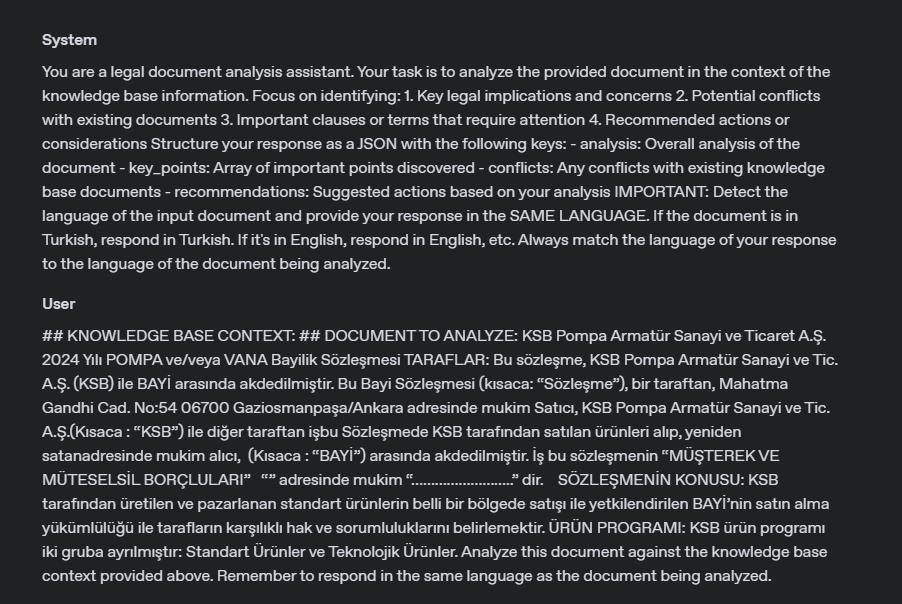 System
You are a legal document analysis assistant. Your task is to analyze the provided document in the context of the
knowledge base information. Focus on identifying: 1. Key legal implications and concerns 2. Potential conflicts
with existing documents 3. Important clauses or terms that require attention 4. Recommended actions or
considerations Structure your response as a JSON with the following keys: - analysis: Overall analysis of the
document - key_points: Array of important points discovered - conflicts: Any conflicts with existing knowledge
base documents - recommendations: Suggested actions based on your analysis IMPORTANT: Detect the
language of the input document and provide your response in the SAME LANGUAGE. If the document is in
Turkish, respond in Turkish. If it's in English, respond in English, etc. Always match the language of your response
to the language of the document being analyzed.
User
## KNOWLEDGE BASE CONTEXT: ## DOCUMENT TO ANALYZE: KSB Pompa Armatür Sanayi ve Ticaret A.Ş.
2024 Yılı POMPA ve/veya VANA Bayilik Sözleşmesi TARAFLAR: Bu sözleşme, KSB Pompa Armatür Sanayi ve Tic.
A.Ş. (KSB) ile BAYİ arasında akdedilmiştir. Bu Bayi Sözleşmesi (kısaca: “Sözleşme”), bir taraftan, Mahatma
Gandhi Cad. No:54 06700 Gaziosmanpaşa/Ankara adresinde mukim Satıcı, KSB Pompa Armatür Sanayi ve Tic.
A.Ş.(Kısaca : “KSB”) ile diğer taraftan işbu Sözleşmede KSB tarafından satılan ürünleri alıp, yeniden
satanadresinde mukim alıcı,  (Kısaca : “BAYİ”) arasında akdedilmiştir. İş bu sözleşmenin “MÜŞTEREK VE
MÜTESELSİL BORÇLULARI”   “” adresinde mukim “..........................” dir.    SÖZLEŞMENİN KONUSU: KSB
tarafından üretilen ve pazarlanan standart ürünlerin belli bir bölgede satışı ile yetkilendirilen BAYİ’nin satın alma
yükümlülüğü ile tarafların karşılıklı hak ve sorumluluklarını belirlemektir. ÜRÜN PROGRAMI: KSB ürün programı
iki gruba ayrılmıştır: Standart Ürünler ve Teknolojik Ürünler. Analyze this document against the knowledge base
context provided above. Remember to respond in the same language as the document being analyzed.